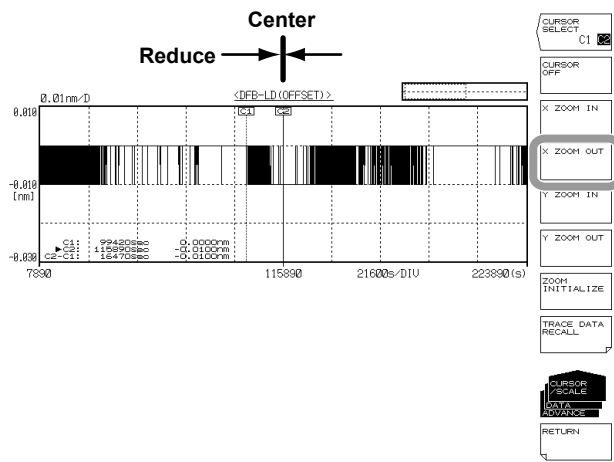 Center
Reduce
0.01nm/D
<DFB-LD(OFFSET)>
0.010
C1
C2
-0.010
[nm]
C1: 99420sec -0.0000nm
▶C2: 115890sec -0.0100nm
C2-C1: 16470sec -0.0100nm
-0.030
7890
115890
21600s/DIV
223890(s)
CURSOR
SELECT
C1 C2
CURSOR
OFF
X ZOOM IN
X ZOOM OUT
Y ZOOM IN
Y ZOOM OUT
ZOOM
INITIALIZE
TRACE DATA
RECALL
CURSOR
/SCALE
DATA
ADVANCE
RETURN